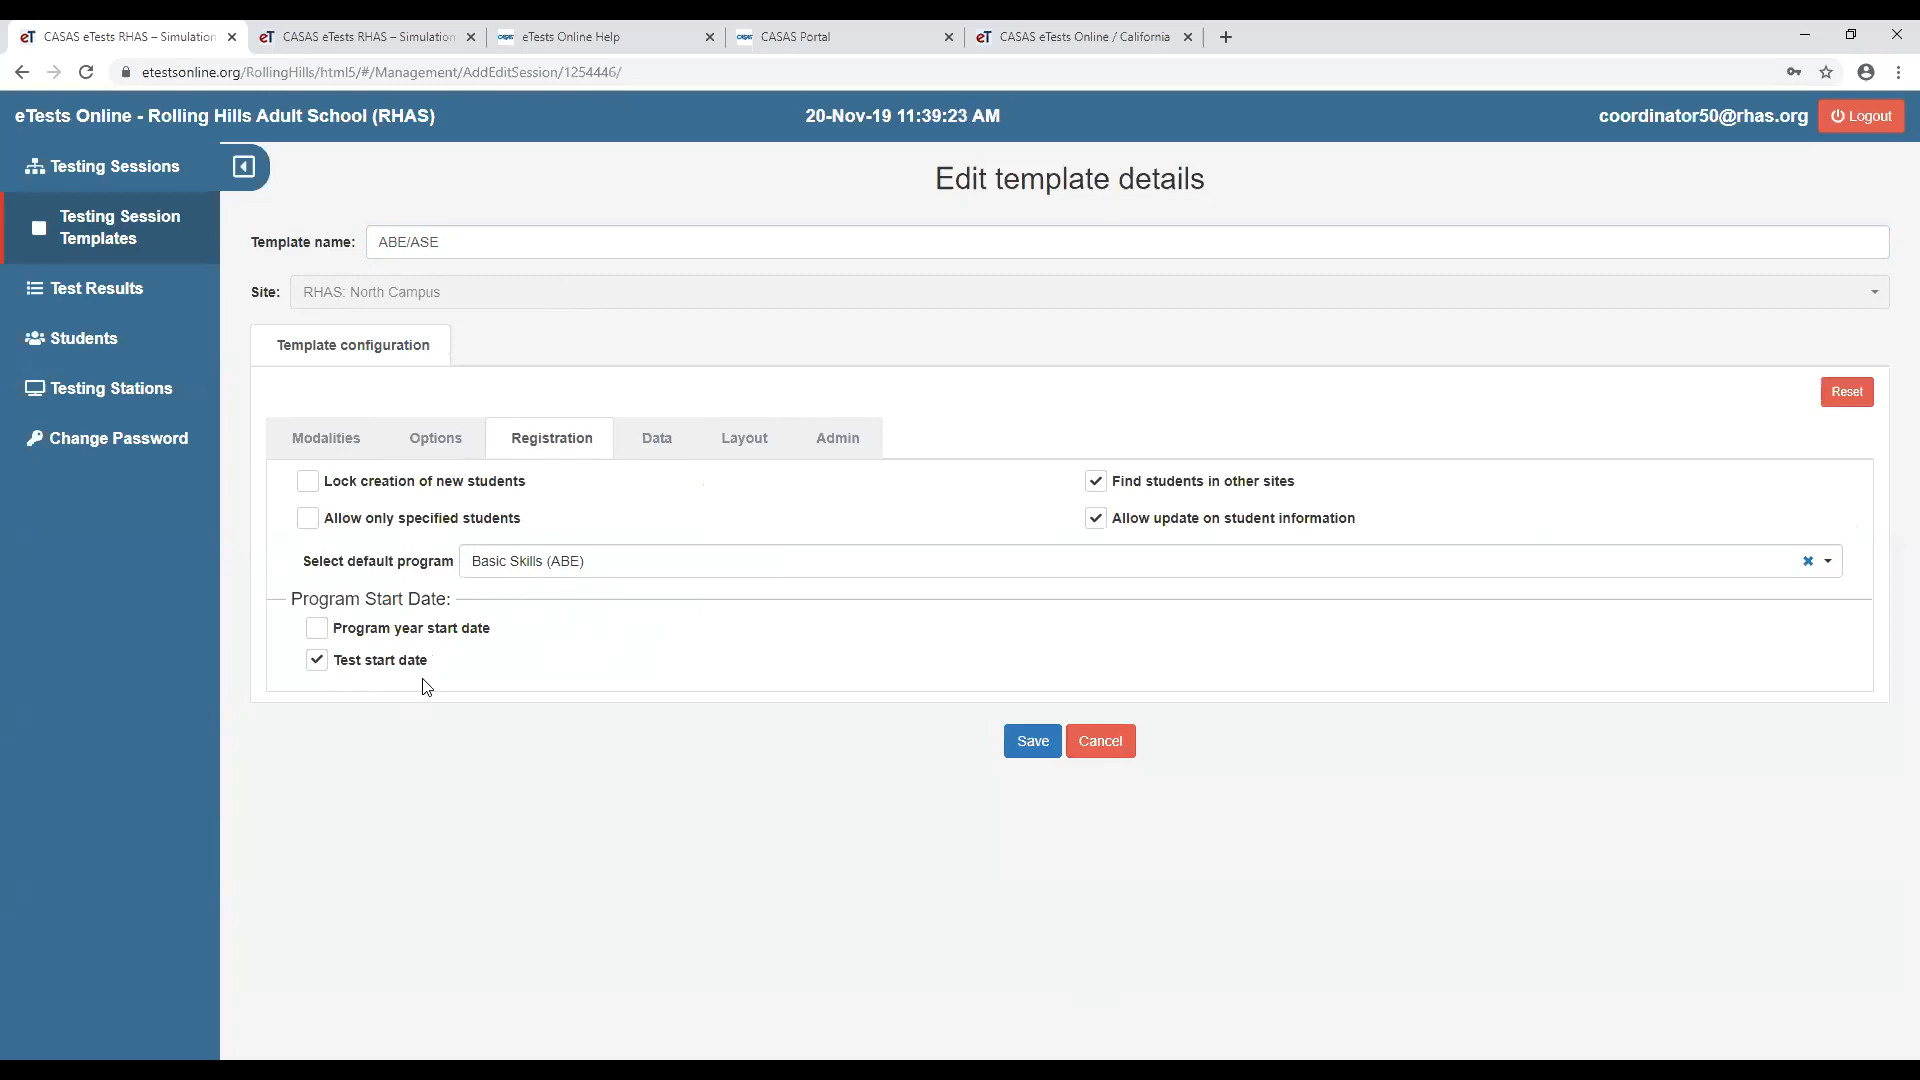 CASAS eTests RHAS – Simulation
CASAS eTests RHAS – Simulation
eTests Online Help
CASAS Portal
CASAS eTests Online / California
etestsonline.org/RollingHills/html5/#/Management/AddEditSession/1254446/
eTests Online - Rolling Hills Adult School (RHAS)
20-Nov-19 11:39:23 AM
coordinator50@rhas.org
Logout
Testing Sessions
Testing Session
Templates
Test Results
Students
Testing Stations
Change Password
Edit template details
Template name: ABE/ASE
Site: RHAS: North Campus
Template configuration
Reset
Modalities Options Registration Data Layout Admin
Lock creation of new students
Find students in other sites
Allow only specified students
Allow update on student information
Select default program Basic Skills (ABE)
Program Start Date:
Program year start date
Test start date
Save Cancel